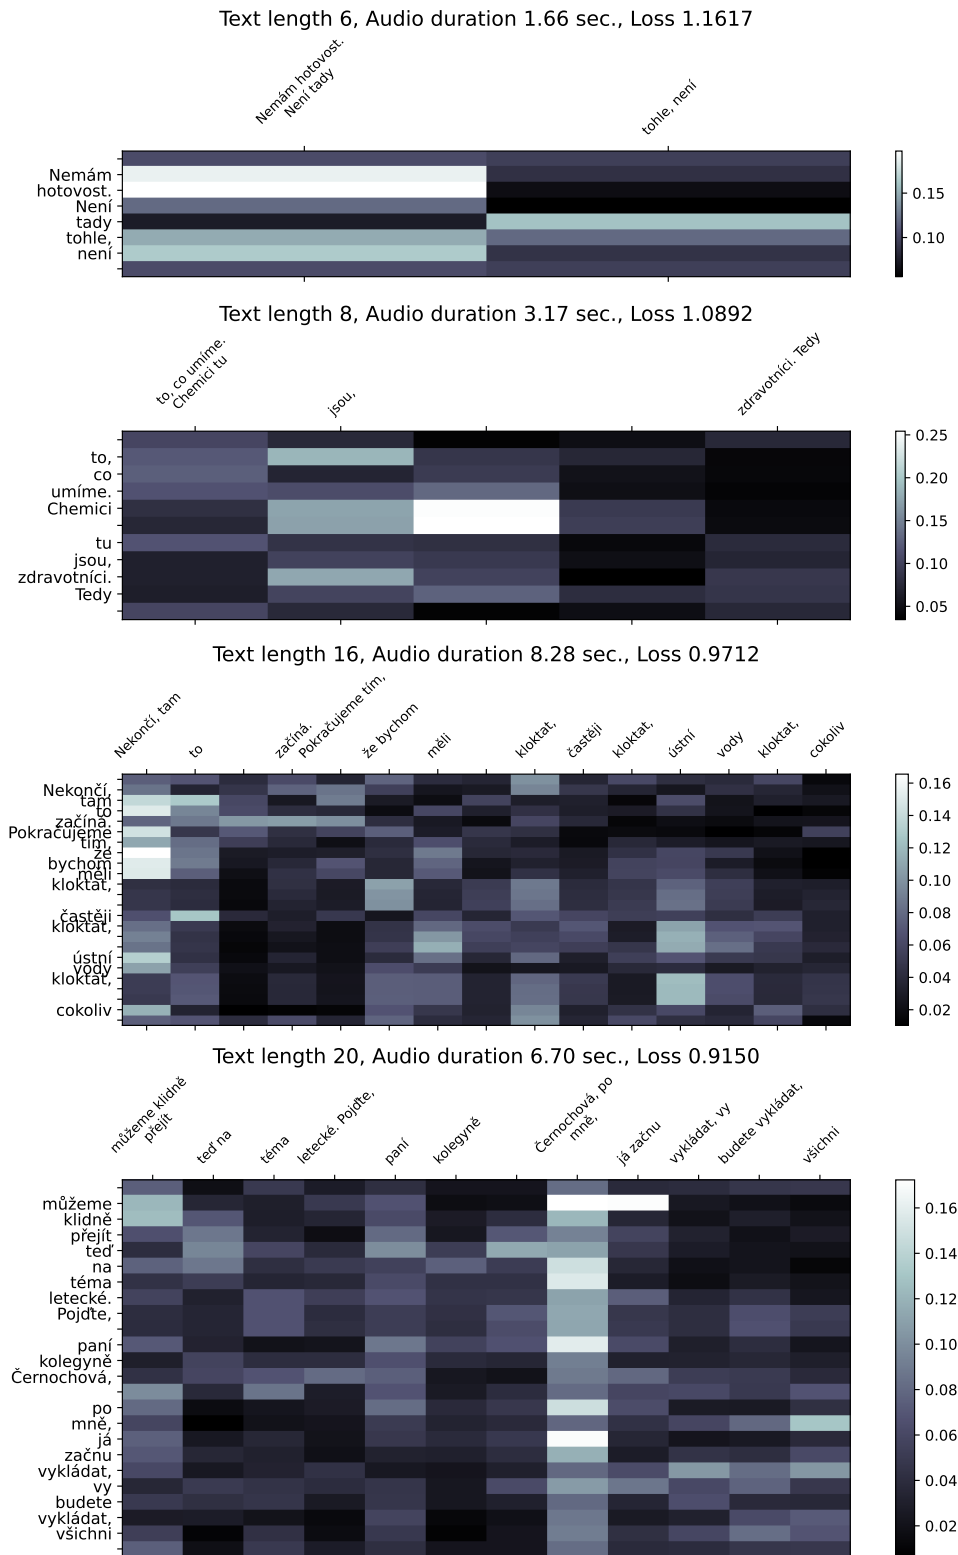 Text length 6, Audio duration 1.66 sec., Loss 1.1617
Nemám hotovost.
Není tady
tohle, není
Nemám
hotovost.
Není
tady
tohle,
není
0.15
0.10
Text length 8, Audio duration 3.17 sec., Loss 1.0892
to, co umíme.
Chemici tu
jsou,
zdravotníci. Tedy
to,
co
umíme.
Chemici
tu
jsou,
zdravotníci.
Tedy
0.25
0.20
0.15
0.10
0.05
Text length 16, Audio duration 8.28 sec., Loss 0.9712
Nekončí, tam
to
začíná.
Pokračujeme tím,
že bychom
měli
kloktat,
častěji
kloktat,
ústní
vody
kloktat,
cokoliv
Nekončí,
tam
to
začíná.
Pokračujeme
tím,
že
bychom
měli
kloktat,
častěji
kloktat,
ústní
vody
kloktat,
cokoliv
0.16
0.14
0.12
0.10
0.08
0.06
0.04
0.02
Text length 20, Audio duration 6.70 sec., Loss 0.9150
můžeme klidně
přejít
teď na
téma
letecké. Pojďte,
paní
kolegyně
Černochová, po
mně,
já začnu
vykládat, vy
budete vykládat,
všichni
můžeme
klidně
přejít
teď
na
téma
letecké.
Pojďte,
paní
kolegyně
Černochová,
po
mně,
já
začnu
vykládat,
vy
budete
vykládat,
všichni
0.16
0.14
0.12
0.10
0.08
0.06
0.04
0.02